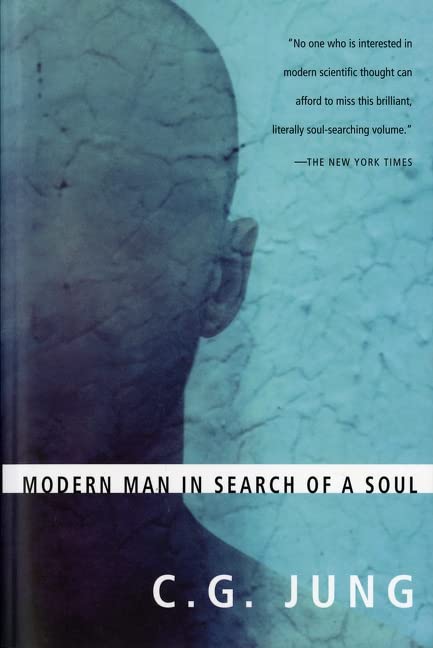 “No one who is interested in
modern scientific thought can
afford to miss this brilliant,
literally soul-searching volume.”
—THE NEW YORK TIMES
MODERN MAN IN SEARCH OF A SOUL
C.G. JUNG